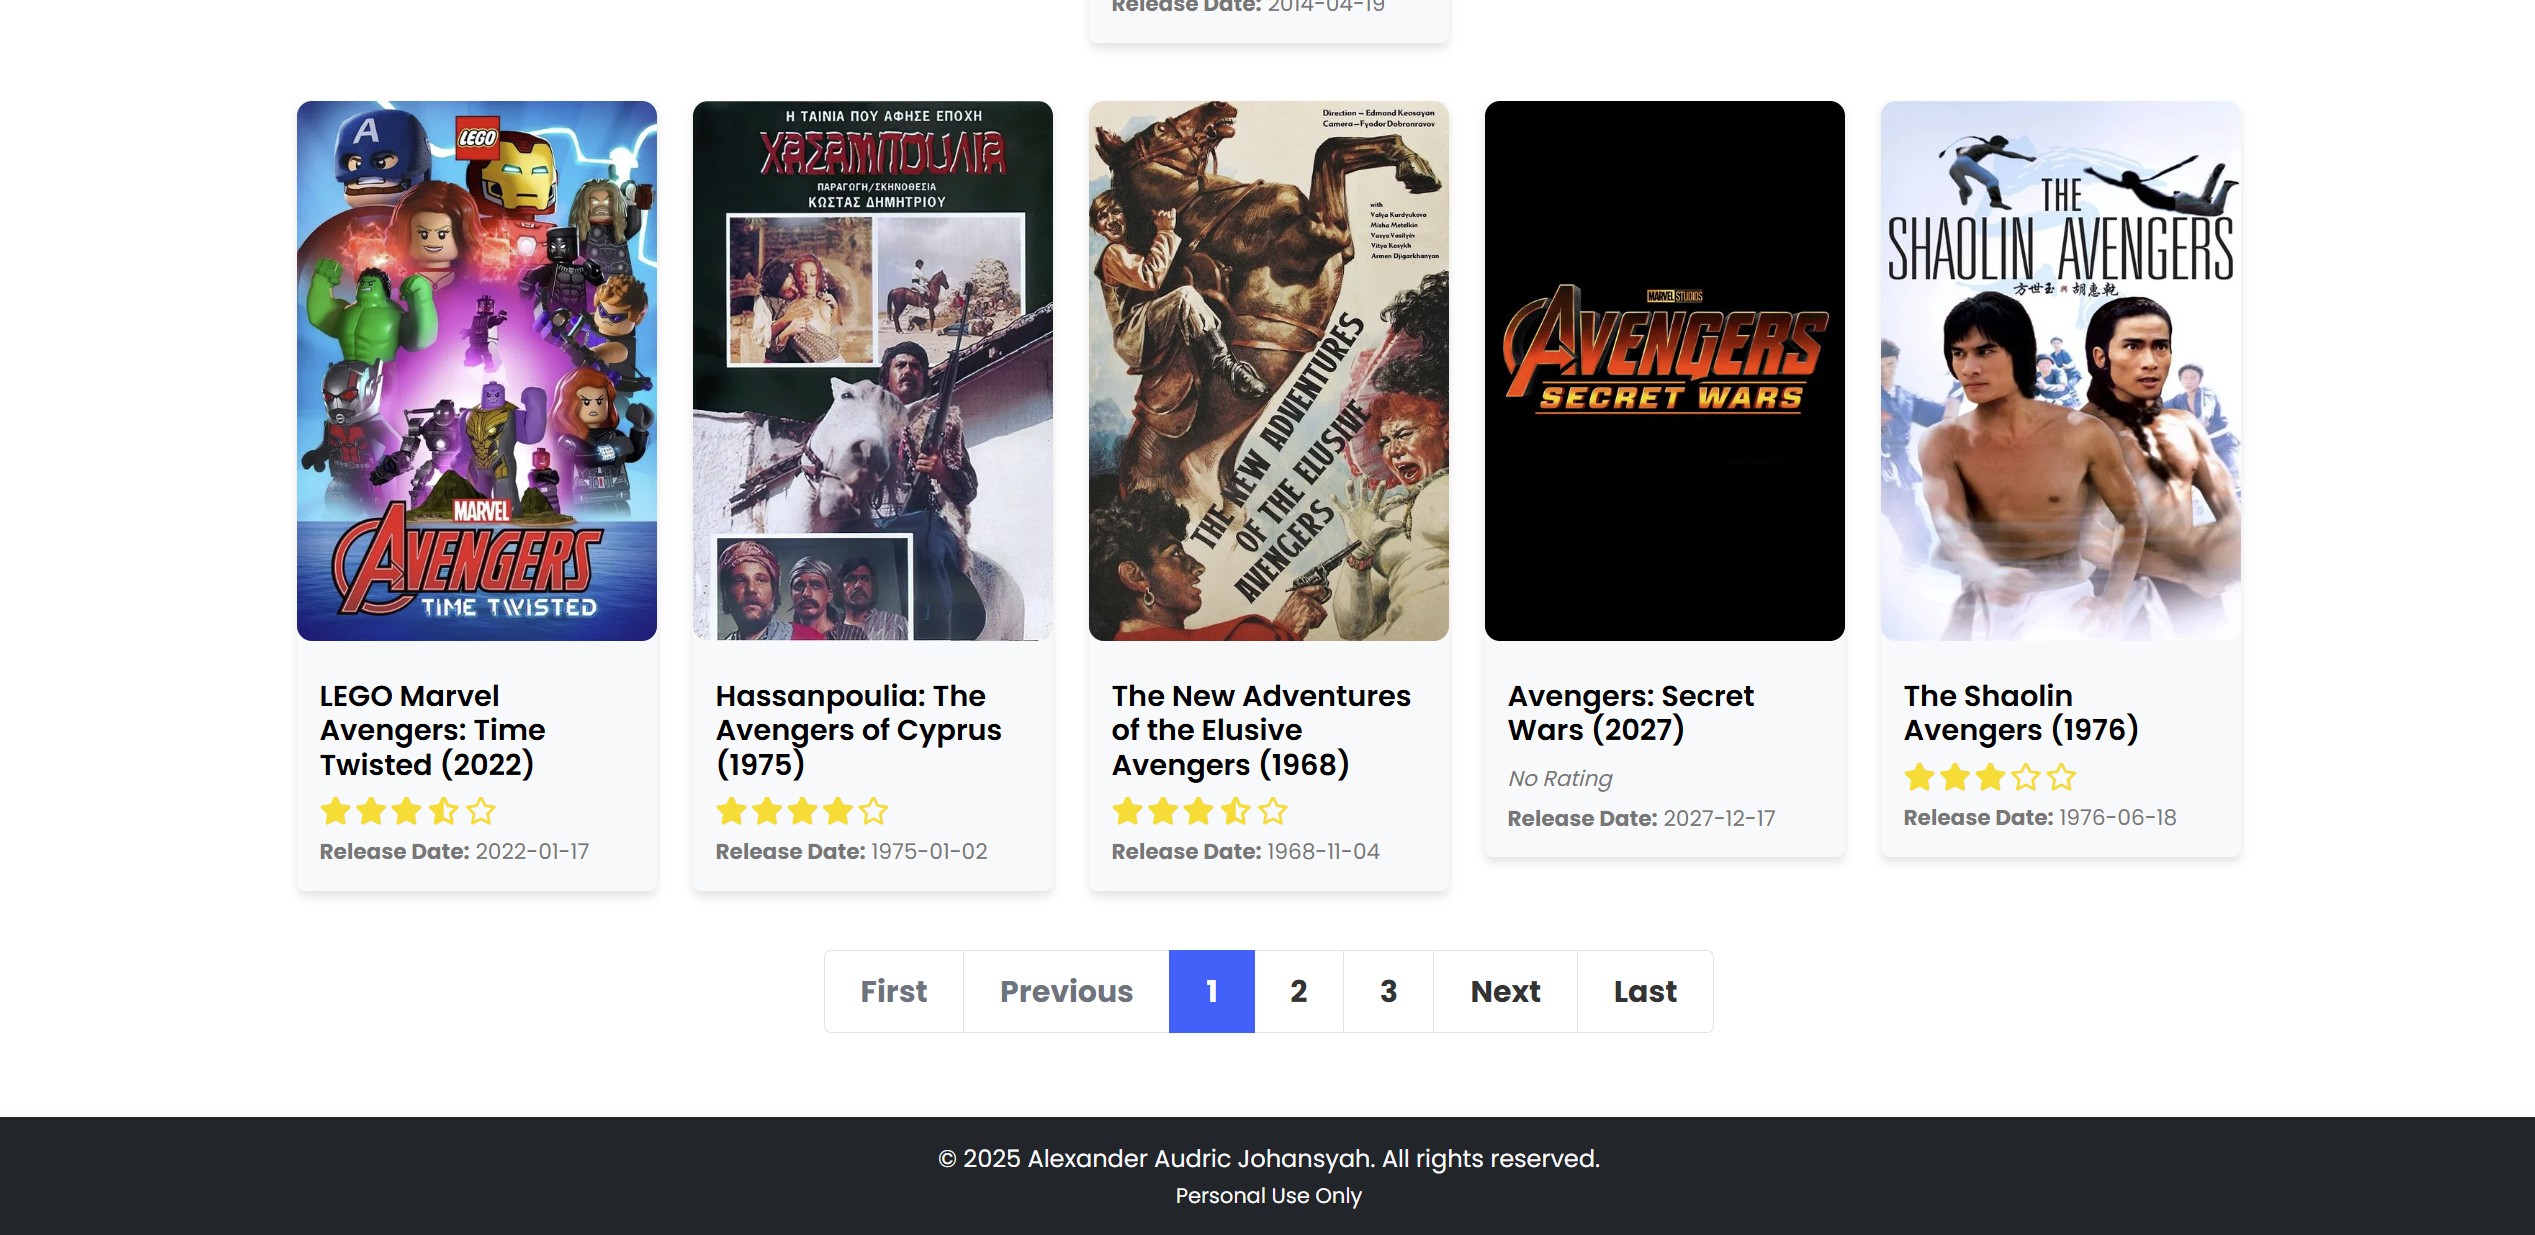 Release Date: 2014-04-19
A
LEGO
MARVEL
AVENGERS
TIME TWISTED
Η ΤΑΙΝΙΑ ΠΟΥ ΑΦΗΣΕ ΕΠΟΧΗ
ΧΑΣΑΜΠΟΥΛΙΑ
ΠΑΡΑΓΩΓΗ/ΣΚΗΝΟΘΕΣΙΑ
ΚΩΣΤΑΣ ΔΗΜΗΤΡΙΟΥ
Direction – Edmond Keosayan
Camera – Fyodor Dobronravov
with
Valya Kurdyukova
Misha Metelkin
Vasya Vasilyev
Vitya Kosykh
Armen Djigarkhanyan
THE NEW ADVENTURES
OF THE ELUSIVE
AVENGERS
MARVEL STUDIOS
AVENGERS
SECRET WARS
THE
SHAOLIN AVENGERS
方世玉與胡惠乾
LEGO Marvel
Avengers: Time
Twisted (2022)
Release Date: 2022-01-17
Hassanpoulia: The
Avengers of Cyprus
(1975)
Release Date: 1975-01-02
The New Adventures
of the Elusive
Avengers (1968)
Release Date: 1968-11-04
Avengers: Secret
Wars (2027)
No Rating
Release Date: 2027-12-17
The Shaolin
Avengers (1976)
Release Date: 1976-06-18
First Previous 1 2 3 Next Last
© 2025 Alexander Audric Johansyah. All rights reserved.
Personal Use Only